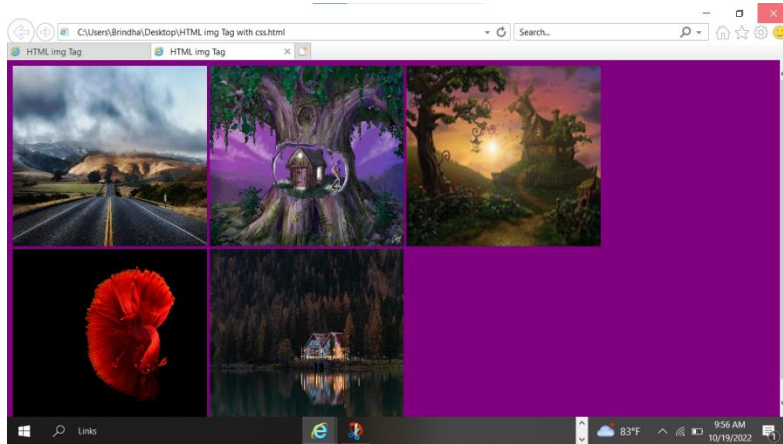 C:\Users\Brindha\Desktop\HTML img Tag with css.html
Search...
HTML img Tag
HTML img Tag
Links
83°F
9:56 AM
10/19/2022